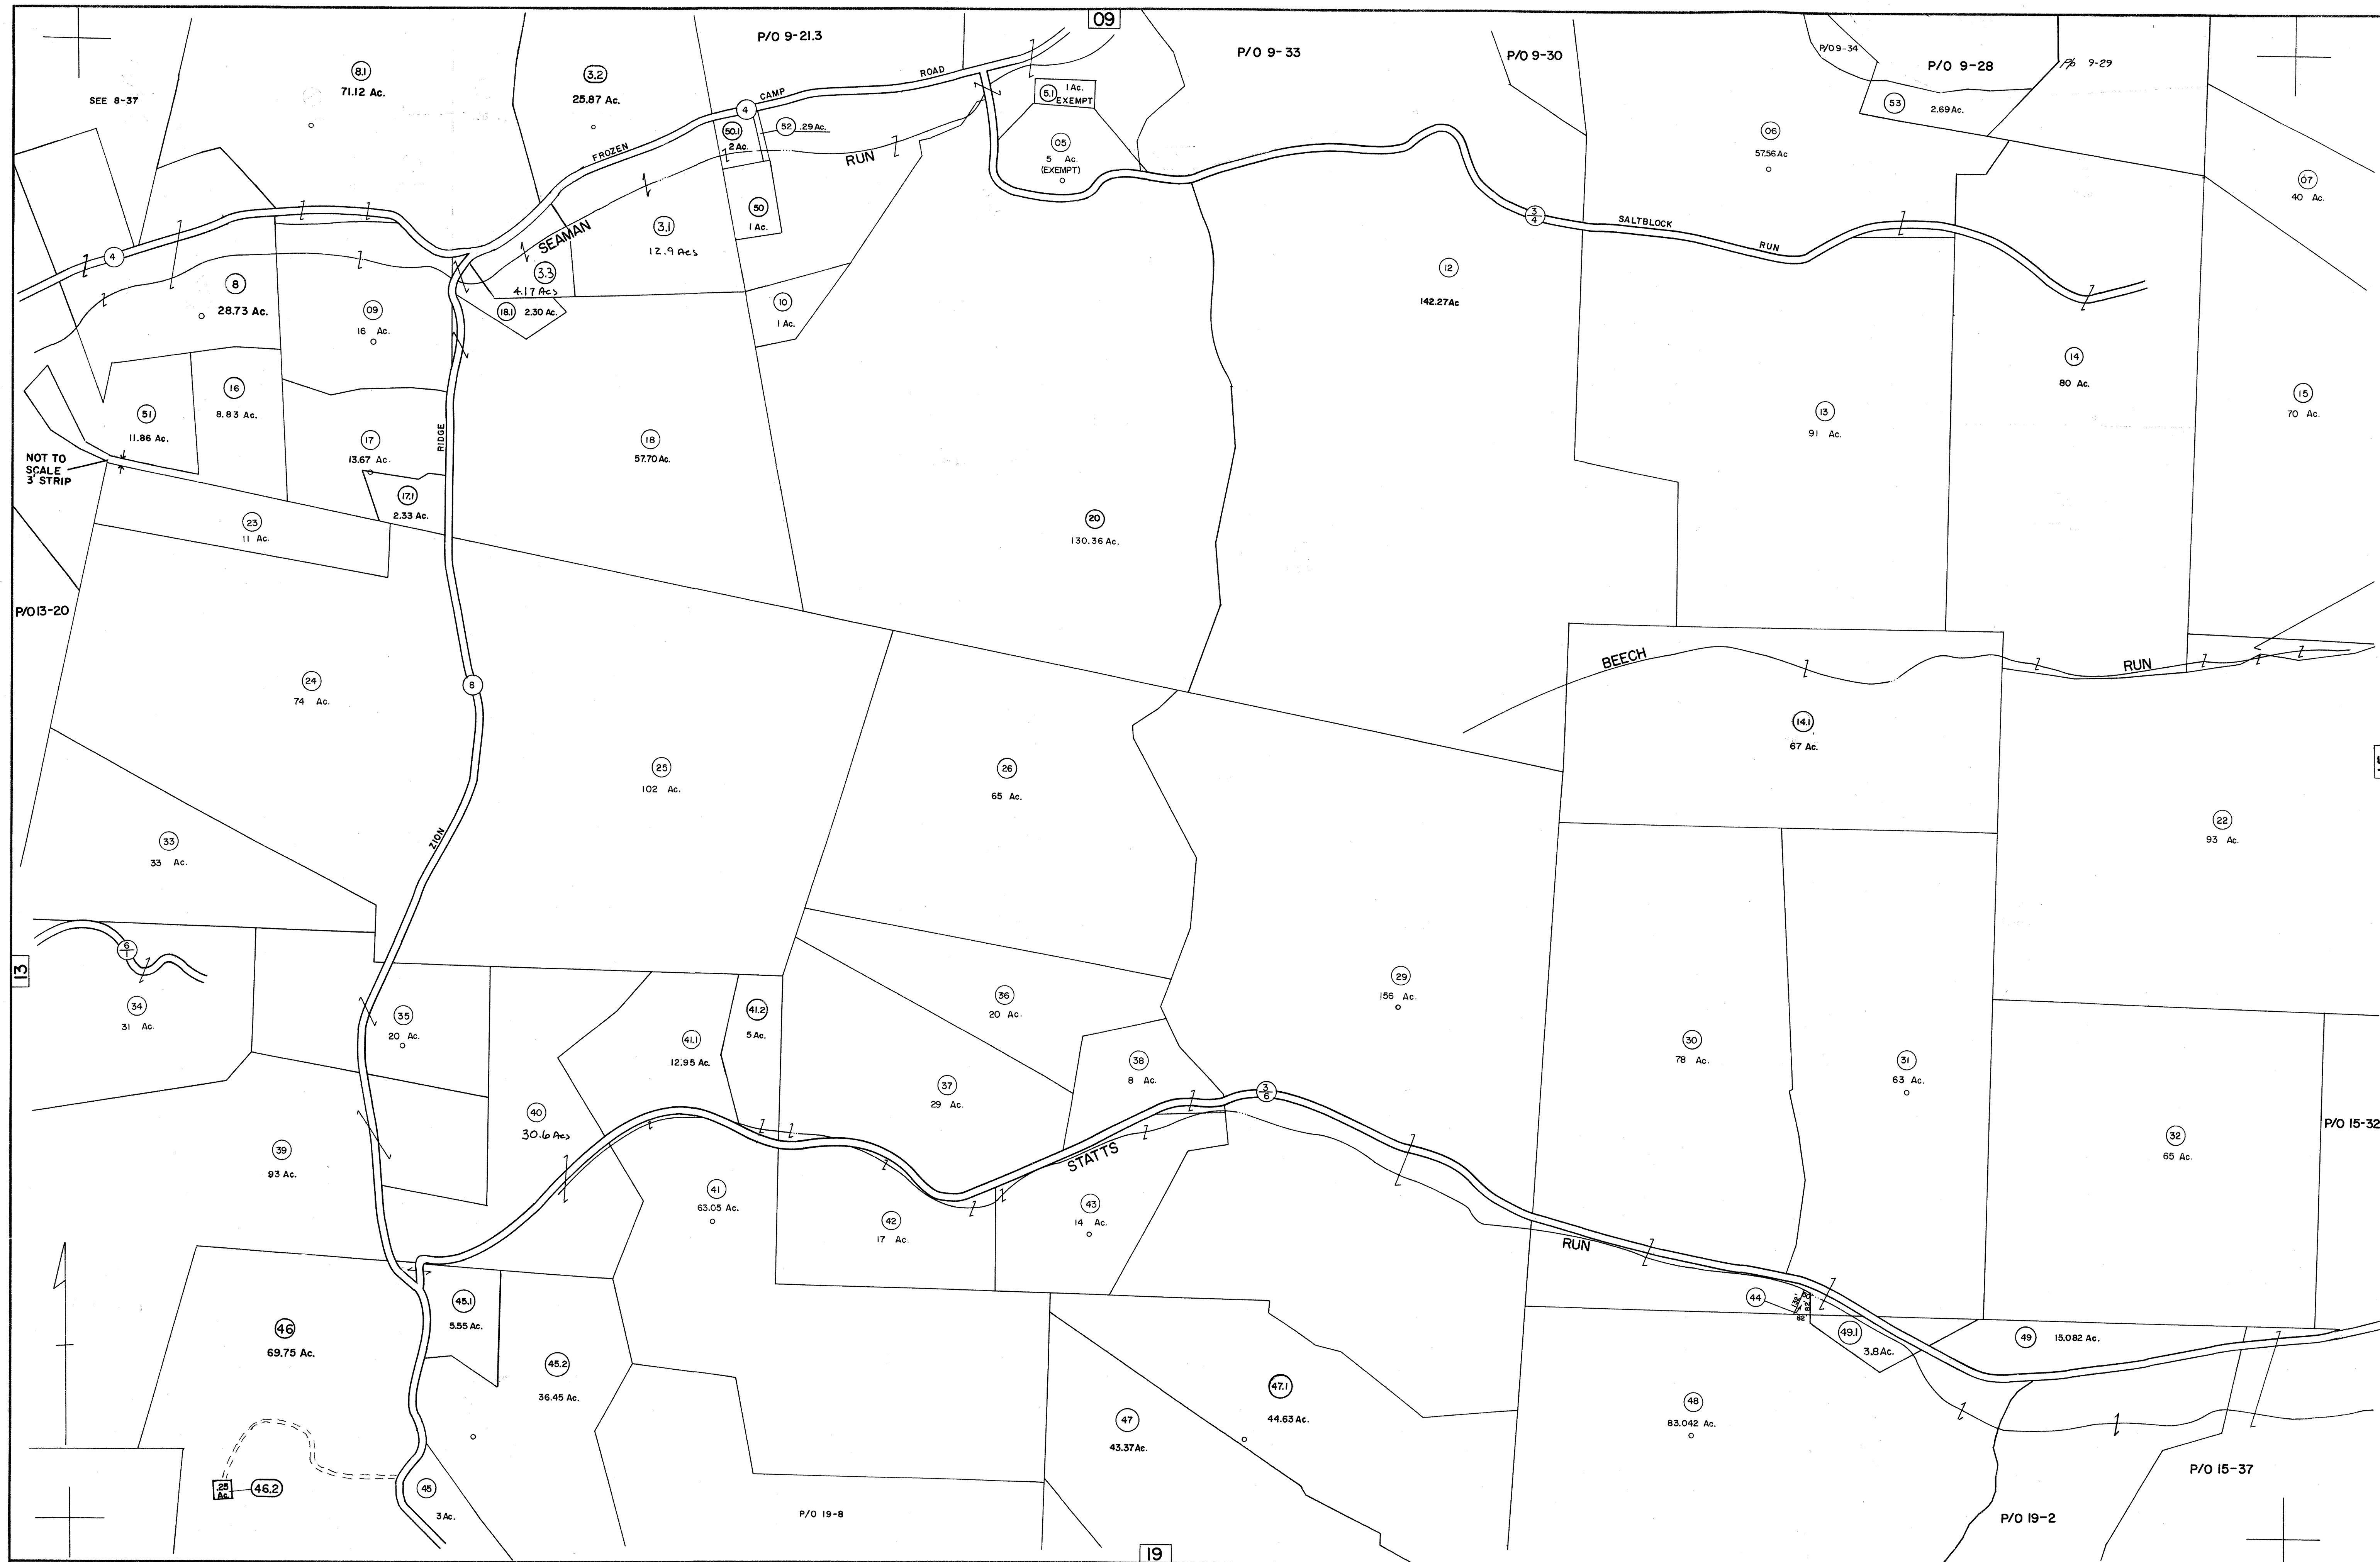 09
P/O 9-21.3
P/O 9-33
P/O 9-30
P/O 9-34
P/O 9-28
P/O 9-29
SEE 8-37
8.1
71.12 Ac.
3.2
25.87 Ac.
4
FROZEN CAMP ROAD
50.1
2 Ac.
52 .29 Ac.
5.1 1 Ac.
EXEMPT
05
5 Ac.
(EXEMPT)
53 2.69 Ac.
06
57.56 Ac
07
40 Ac.
SEAMAN RUN
50
1 Ac.
3.1
12.9 Acs
3.3
4.17 Acs
18.1 2.30 Ac.
10
1 Ac.
4
8
28.73 Ac.
09
16 Ac.
3/4
SALTBLOCK RUN
12
142.27 Ac
14
80 Ac.
13
91 Ac.
15
70 Ac.
51
11.86 Ac.
16
8.83 Ac.
17
13.67 Ac.
17.1
2.33 Ac.
NOT TO
SCALE
3' STRIP
RIDGE
18
57.70 Ac.
20
130.36 Ac.
23
11 Ac.
P/O 13-20
24
74 Ac.
8
25
102 Ac.
26
65 Ac.
BEECH RUN
14.1
67 Ac.
22
93 Ac.
33
33 Ac.
ZION
13
6/1
34
31 Ac.
35
20 Ac.
41.1
12.95 Ac.
41.2
5 Ac.
36
20 Ac.
37
29 Ac.
38
8 Ac.
3/6
29
156 Ac.
30
78 Ac.
31
63 Ac.
32
65 Ac.
P/O 15-32
39
93 Ac.
40
30.6 Acs
41
63.05 Ac.
42
17 Ac.
STATTS RUN
43
14 Ac.
44
82'
82'
49.1
3.8 Ac.
49
46
69.75 Ac.
45.1
5.55 Ac.
45.2
36.45 Ac.
47
43.37 Ac.
47.1
44.63 Ac.
48
83.042 Ac.
.25
Ac.
46.2
45
3 Ac.
P/O 19-8
P/O 15-37
P/O 19-2
19